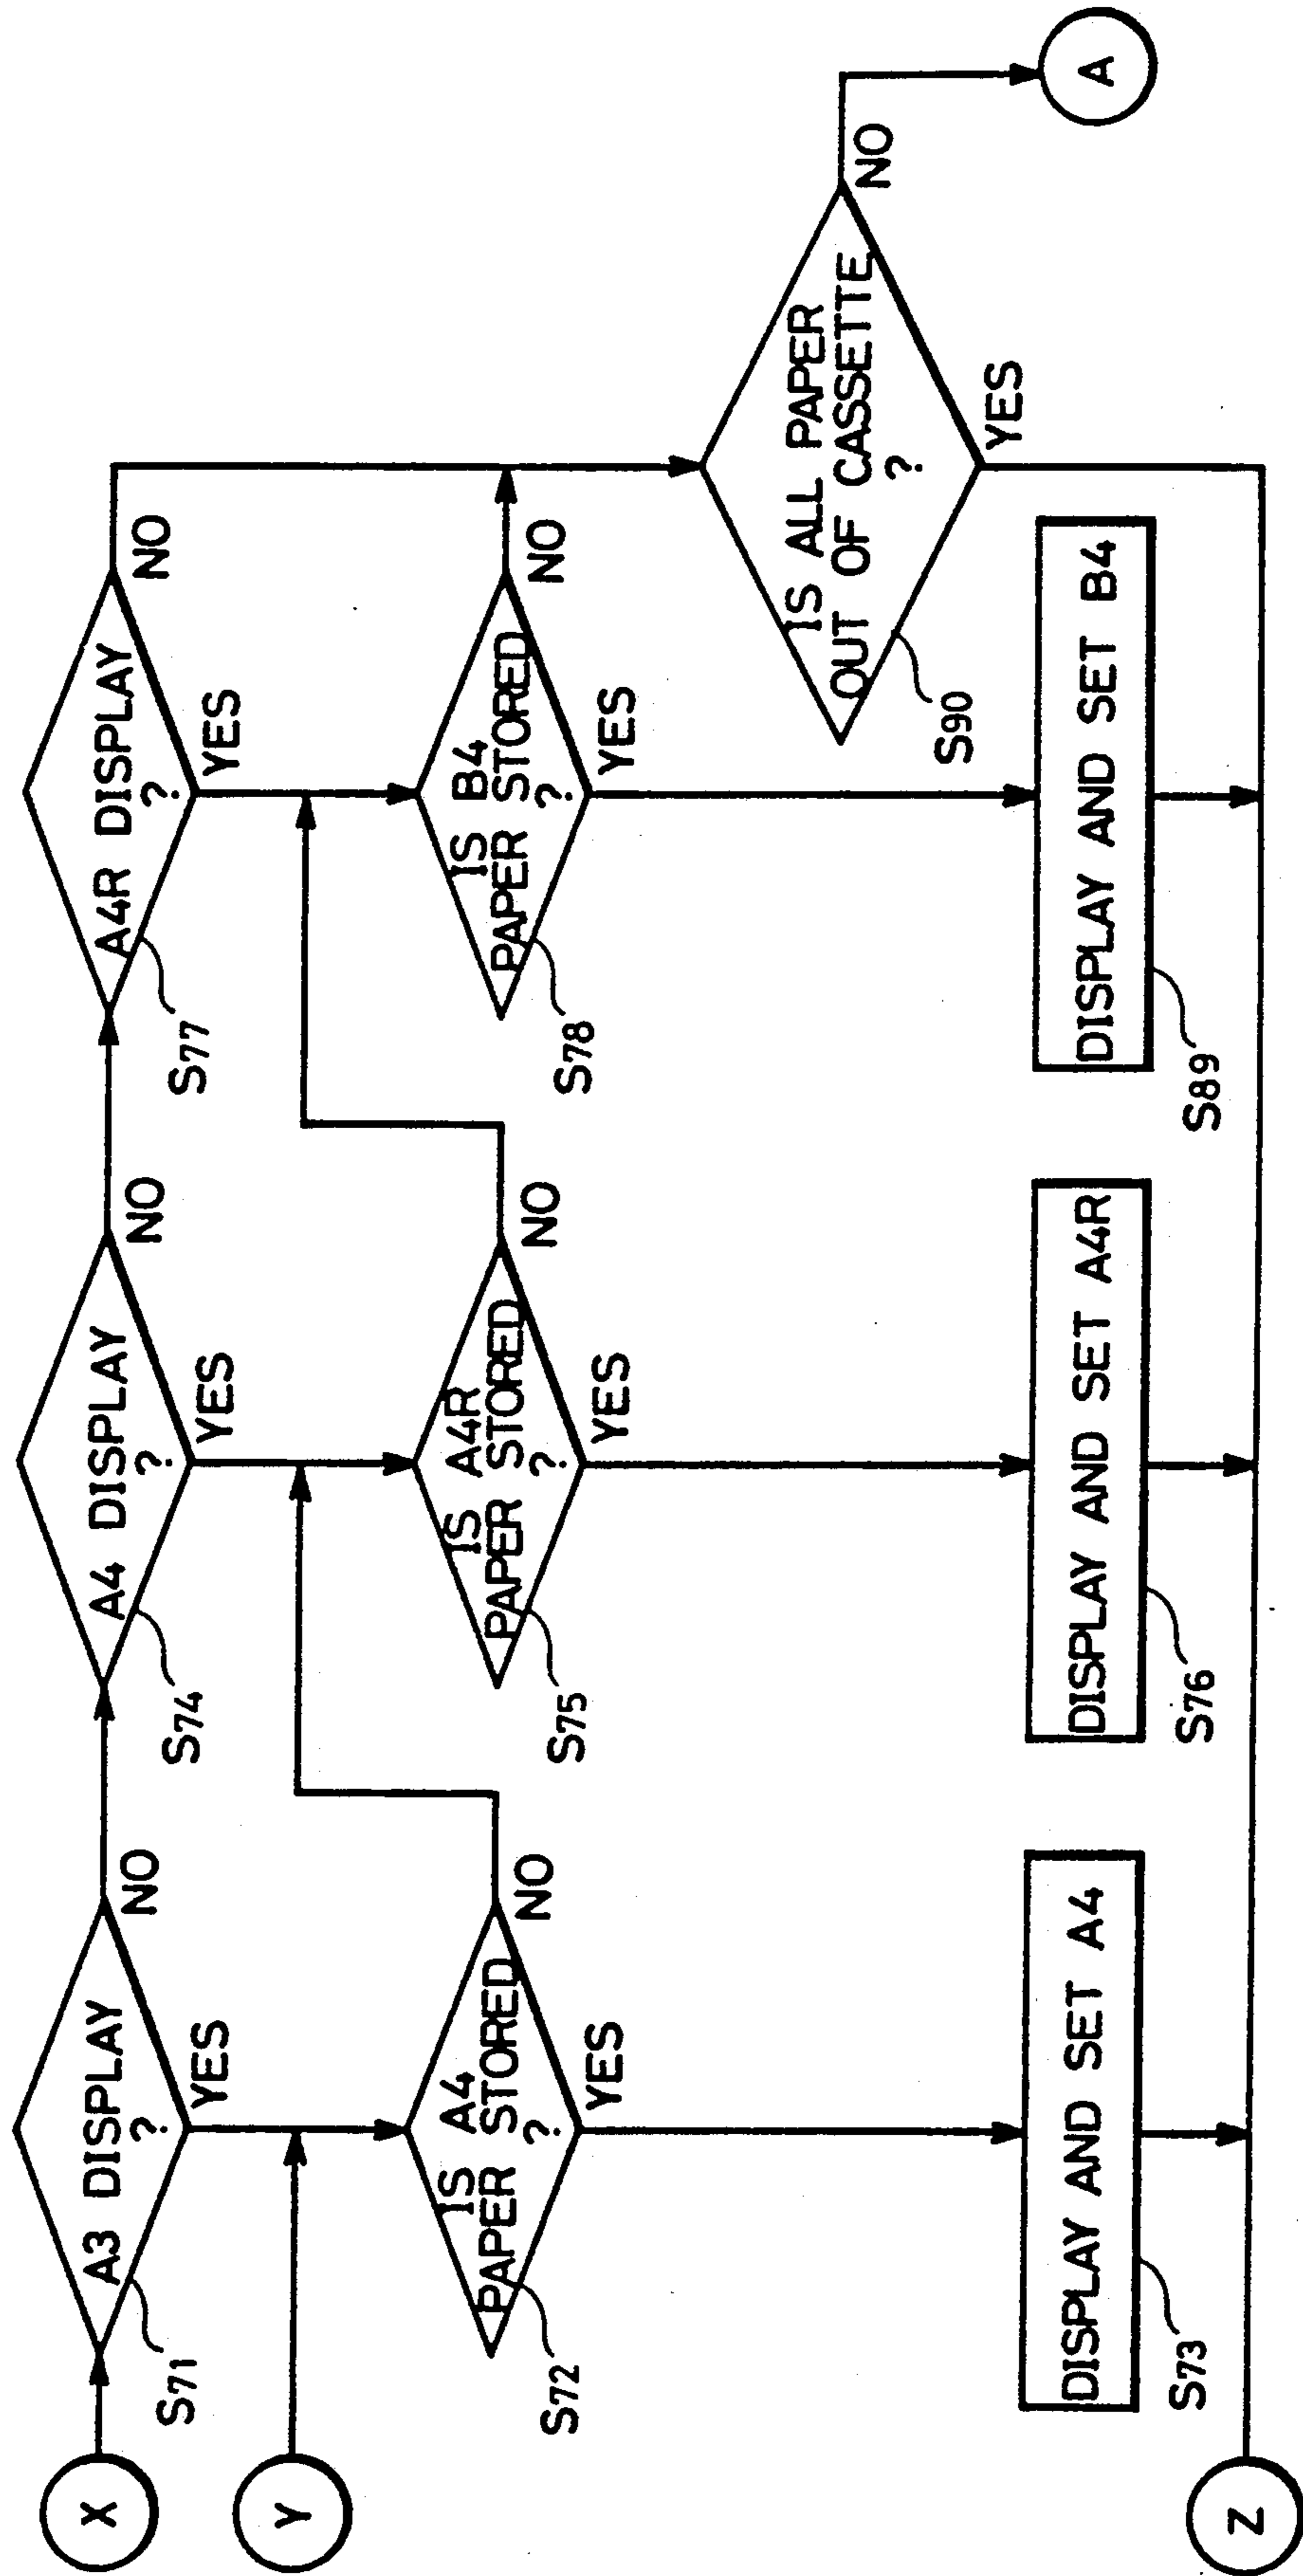 X
A3 DISPLAY
?
S71
NO
YES
A4 DISPLAY
?
S74
NO
YES
A4R DISPLAY
?
S77
NO
YES
Y
IS A4
PAPER STORED
?
S72
NO
YES
IS A4R
PAPER STORED
?
S75
NO
YES
IS B4
PAPER STORED
?
S78
NO
YES
IS ALL PAPER
OUT OF CASSETTE
?
S90
NO
YES
A
DISPLAY AND SET A4
S73
DISPLAY AND SET A4R
S76
DISPLAY AND SET B4
S89
Z